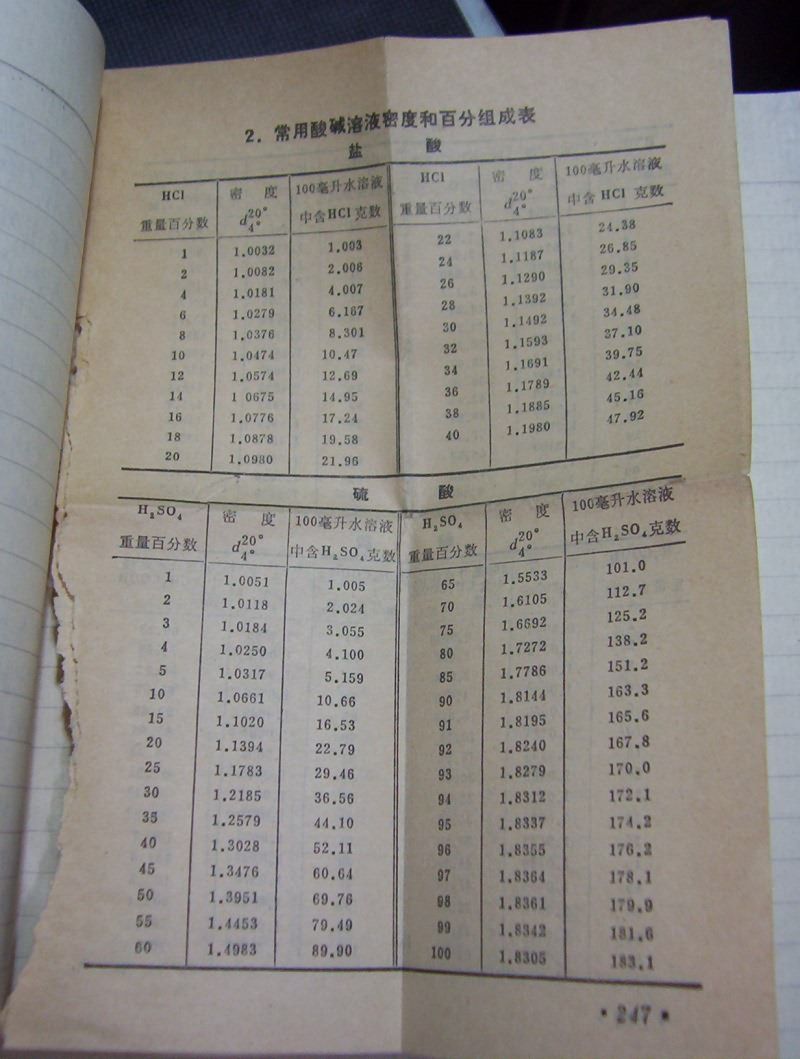 2. 常用酸碱溶液密度和百分组成表
盐 酸
HCl 密 度 100毫升水溶液 HCl 密 度 100毫升水溶液
重量百分数 d20°4° 中含HCl克数 重量百分数 d20°4° 中含 HCl 克数
1 1.0032 1.003 22 1.1083 24.38
2 1.0082 2.006 24 1.1187 26.85
4 1.0181 4.007 26 1.1290 29.35
6 1.0279 6.167 28 1.1392 31.90
8 1.0376 8.301 30 1.1492 34.48
10 1.0474 10.47 32 1.1593 37.10
12 1.0574 12.69 34 1.1691 39.75
14 1 0675 14.95 36 1.1789 42.44
16 1.0776 17.24 38 1.1885 45.16
18 1.0878 19.58 40 1.1980 47.92
20 1.0980 21.96
硫 酸
H₂SO₄ 密 度 100毫升水溶液 H₂SO₄ 密 度 100毫升水溶液
重量百分数 d20°4° 中含H₂SO₄克数 重量百分数 d20°4° 中含H₂SO₄克数
1 1.0051 1.005 65 1.5533 101.0
2 1.0118 2.024 70 1.6105 112.7
3 1.0184 3.055 75 1.6692 125.2
4 1.0250 4.100 80 1.7272 138.2
5 1.0317 5.159 85 1.7786 151.2
10 1.0661 10.66 90 1.8144 163.3
15 1.1020 16.53 91 1.8195 165.6
20 1.1394 22.79 92 1.8240 167.8
25 1.1783 29.46 93 1.8279 170.0
30 1.2185 36.56 94 1.8312 172.1
35 1.2579 44.10 95 1.8337 174.2
40 1.3028 52.11 96 1.8355 176.2
45 1.3476 60.64 97 1.8364 178.1
50 1.3951 69.76 98 1.8361 179.9
55 1.4453 79.49 99 1.8342 181.6
60 1.4983 89.90 100 1.8305 183.1
• 247 •